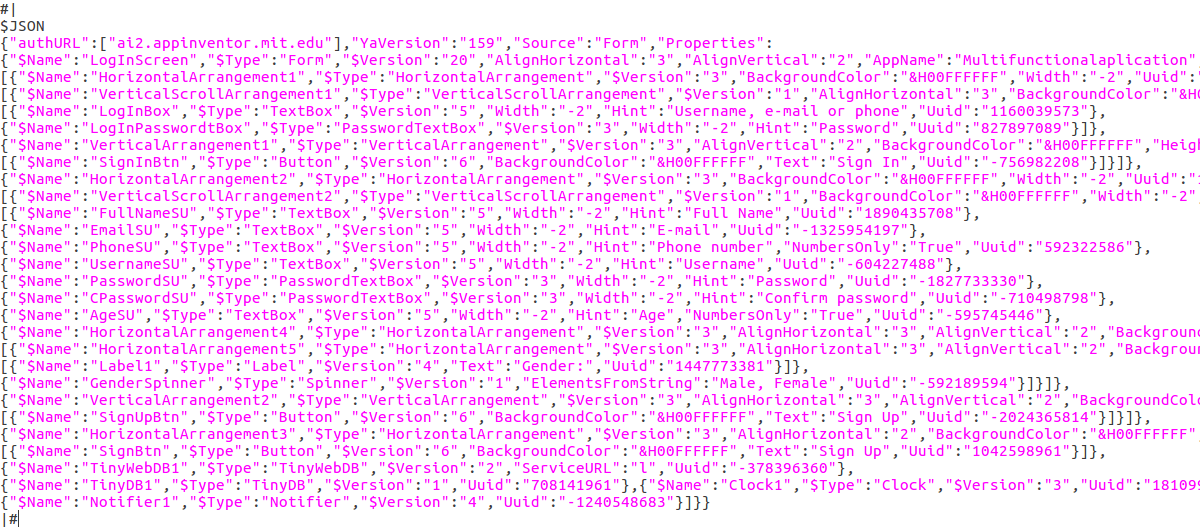 #|
$JSON
{"authURL":["ai2.appinventor.mit.edu"],"YaVersion":"159","Source":"Form","Properties":
{"$Name":"LogInScreen","$Type":"Form","$Version":"20","AlignHorizontal":"3","AlignVertical":"2","AppName":"Multifunctionalaplication"
[{"$Name":"HorizontalArrangement1","$Type":"HorizontalArrangement","$Version":"3","BackgroundColor":"&H00FFFFFF","Width":"-2","Uuid":"
[{"$Name":"VerticalScrollArrangement1","$Type":"VerticalScrollArrangement","$Version":"1","AlignHorizontal":"3","BackgroundColor":"&H0
[{"$Name":"LogInBox","$Type":"TextBox","$Version":"5","Width":"-2","Hint":"Username, e-mail or phone","Uuid":"1160039573"},
{"$Name":"LogInPasswordtBox","$Type":"PasswordTextBox","$Version":"3","Width":"-2","Hint":"Password","Uuid":"827897089"}]},
{"$Name":"VerticalArrangement1","$Type":"VerticalArrangement","$Version":"3","AlignVertical":"2","BackgroundColor":"&H00FFFFFF","Heigh
[{"$Name":"SignInBtn","$Type":"Button","$Version":"6","BackgroundColor":"&H00FFFFFF","Text":"Sign In","Uuid":"-756982208"}]}]},
{"$Name":"HorizontalArrangement2","$Type":"HorizontalArrangement","$Version":"3","BackgroundColor":"&H00FFFFFF","Width":"-2","Uuid":"1
[{"$Name":"VerticalScrollArrangement2","$Type":"VerticalScrollArrangement","$Version":"1","BackgroundColor":"&H00FFFFFF","Width":"-2"
[{"$Name":"FullNameSU","$Type":"TextBox","$Version":"5","Width":"-2","Hint":"Full Name","Uuid":"1890435708"},
{"$Name":"EmailSU","$Type":"TextBox","$Version":"5","Width":"-2","Hint":"E-mail","Uuid":"-1325954197"},
{"$Name":"PhoneSU","$Type":"TextBox","$Version":"5","Width":"-2","Hint":"Phone number","NumbersOnly":"True","Uuid":"592322586"},
{"$Name":"UsernameSU","$Type":"TextBox","$Version":"5","Width":"-2","Hint":"Username","Uuid":"-604227488"},
{"$Name":"PasswordSU","$Type":"PasswordTextBox","$Version":"3","Width":"-2","Hint":"Password","Uuid":"-1827733330"},
{"$Name":"CPasswordSU","$Type":"PasswordTextBox","$Version":"3","Width":"-2","Hint":"Confirm password","Uuid":"-710498798"},
{"$Name":"AgeSU","$Type":"TextBox","$Version":"5","Width":"-2","Hint":"Age","NumbersOnly":"True","Uuid":"-595745446"},
{"$Name":"HorizontalArrangement4","$Type":"HorizontalArrangement","$Version":"3","AlignHorizontal":"3","AlignVertical":"2","Background
[{"$Name":"HorizontalArrangement5","$Type":"HorizontalArrangement","$Version":"3","AlignHorizontal":"3","AlignVertical":"2","Backgroun
[{"$Name":"Label1","$Type":"Label","$Version":"4","Text":"Gender:","Uuid":"1447773381"}]},
{"$Name":"GenderSpinner","$Type":"Spinner","$Version":"1","ElementsFromString":"Male, Female","Uuid":"-592189594"}]}]},
{"$Name":"VerticalArrangement2","$Type":"VerticalArrangement","$Version":"3","AlignHorizontal":"3","AlignVertical":"2","BackgroundColo
[{"$Name":"SignUpBtn","$Type":"Button","$Version":"6","BackgroundColor":"&H00FFFFFF","Text":"Sign Up","Uuid":"-2024365814"}]}]},
{"$Name":"HorizontalArrangement3","$Type":"HorizontalArrangement","$Version":"3","AlignHorizontal":"2","BackgroundColor":"&H00FFFFFF"
[{"$Name":"SignBtn","$Type":"Button","$Version":"6","BackgroundColor":"&H00FFFFFF","Text":"Sign Up","Uuid":"1042598961"}]},
{"$Name":"TinyWebDB1","$Type":"TinyWebDB","$Version":"2","ServiceURL":"l","Uuid":"-378396360"},
{"$Name":"TinyDB1","$Type":"TinyDB","$Version":"1","Uuid":"708141961"},{"$Name":"Clock1","$Type":"Clock","$Version":"3","Uuid":"181099
{"$Name":"Notifier1","$Type":"Notifier","$Version":"4","Uuid":"-1240548683"}]}}
|#